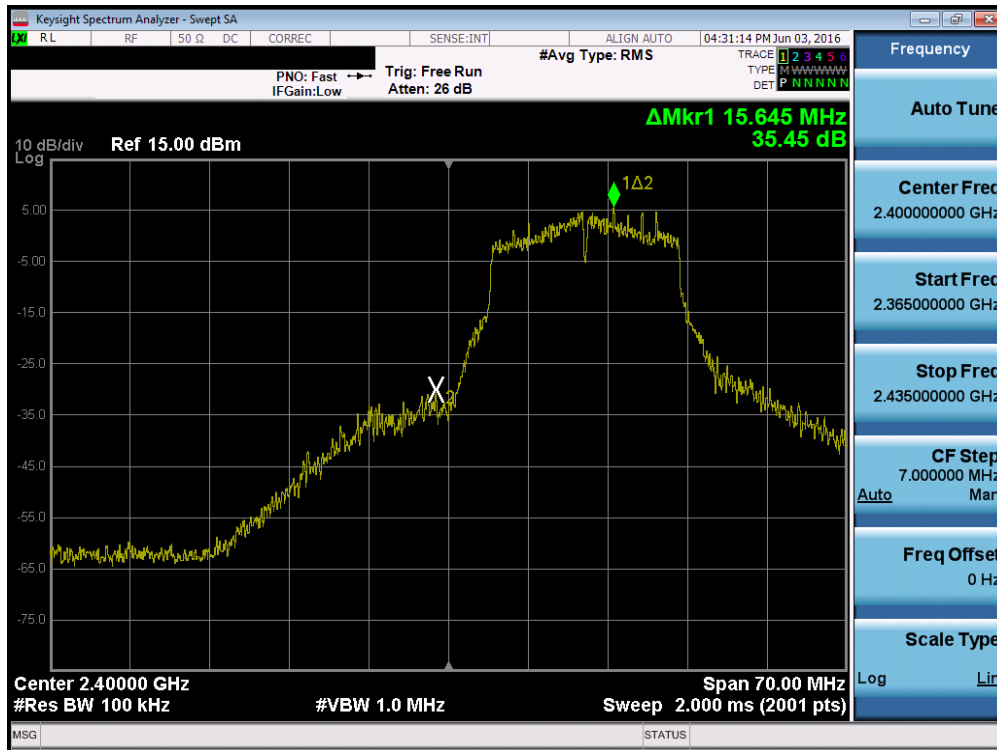 Keysight Spectrum Analyzer - Swept SA
LXI RL RF 50 Ω DC CORREC SENSE:INT ALIGN AUTO 04:31:14 PM Jun 03, 2016
#Avg Type: RMS
TRACE 1 2 3 4 5 6
TYPE M WWWWW
DET P N N N N N
PNO: Fast
IFGain:Low
Trig: Free Run
Atten: 26 dB
ΔMkr1 15.645 MHz
35.45 dB
10 dB/div
Log
Ref 15.00 dBm
1Δ2
5.00
-5.00
-15.0
-25.0
-35.0
-45.0
-55.0
-65.0
-75.0
X2
Center 2.40000 GHz
Span 70.00 MHz
#Res BW 100 kHz
#VBW 1.0 MHz
Sweep 2.000 ms (2001 pts)
MSG
STATUS
Frequency
Auto Tune
Center Freq
2.400000000 GHz
Start Freq
2.365000000 GHz
Stop Freq
2.435000000 GHz
CF Step
7.000000 MHz
Auto Man
Freq Offset
0 Hz
Scale Type
Log Lin